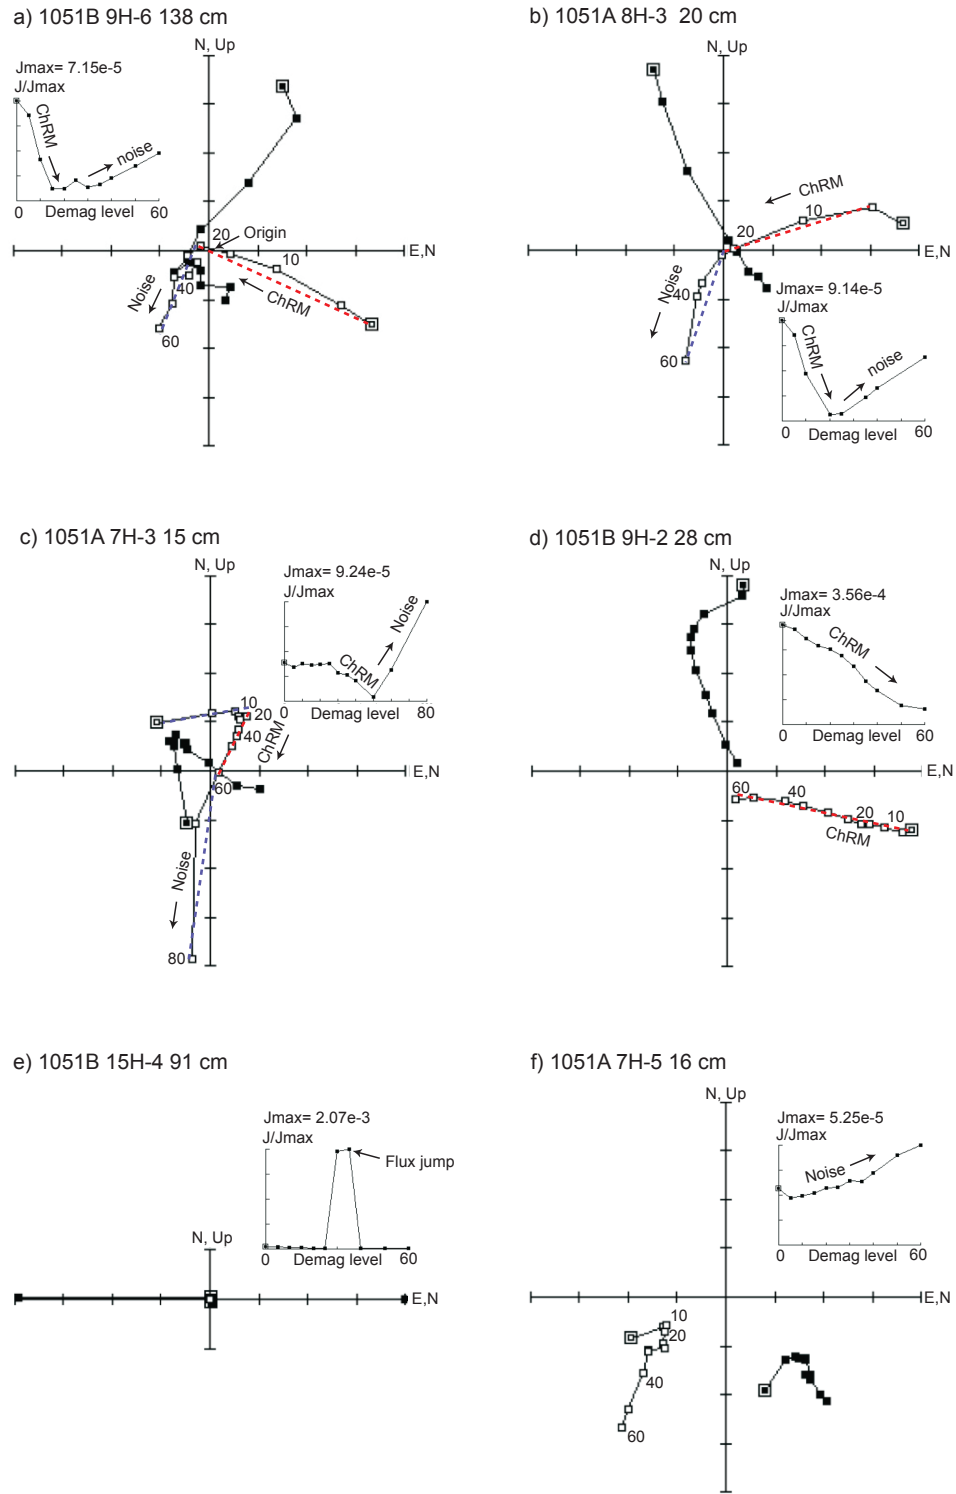 a) 1051B 9H-6 138 cm
N, Up
Jmax= 7.15e-5
J/Jmax
ChRM
noise
0
60
Demag level
20
Origin
E,N
10
40
Noise
ChRM
60
b) 1051A 8H-3 20 cm
N, Up
ChRM
10
20
E,N
Noise
40
60
Jmax= 9.14e-5
J/Jmax
ChRM
noise
0
Demag level
60
c) 1051A 7H-3 15 cm
N, Up
Jmax= 9.24e-5
J/Jmax
Noise
ChRM
0
Demag level
80
10
20
40
ChRM
E,N
60
Noise
80
d) 1051B 9H-2 28 cm
N, Up
Jmax= 3.56e-4
J/Jmax
ChRM
0
Demag level
60
E,N
60
40
20
10
ChRM
e) 1051B 15H-4 91 cm
Jmax= 2.07e-3
J/Jmax
Flux jump
0
Demag level
60
N, Up
E,N
f) 1051A 7H-5 16 cm
N, Up
Jmax= 5.25e-5
J/Jmax
Noise
0
Demag level
60
E,N
10
20
40
60